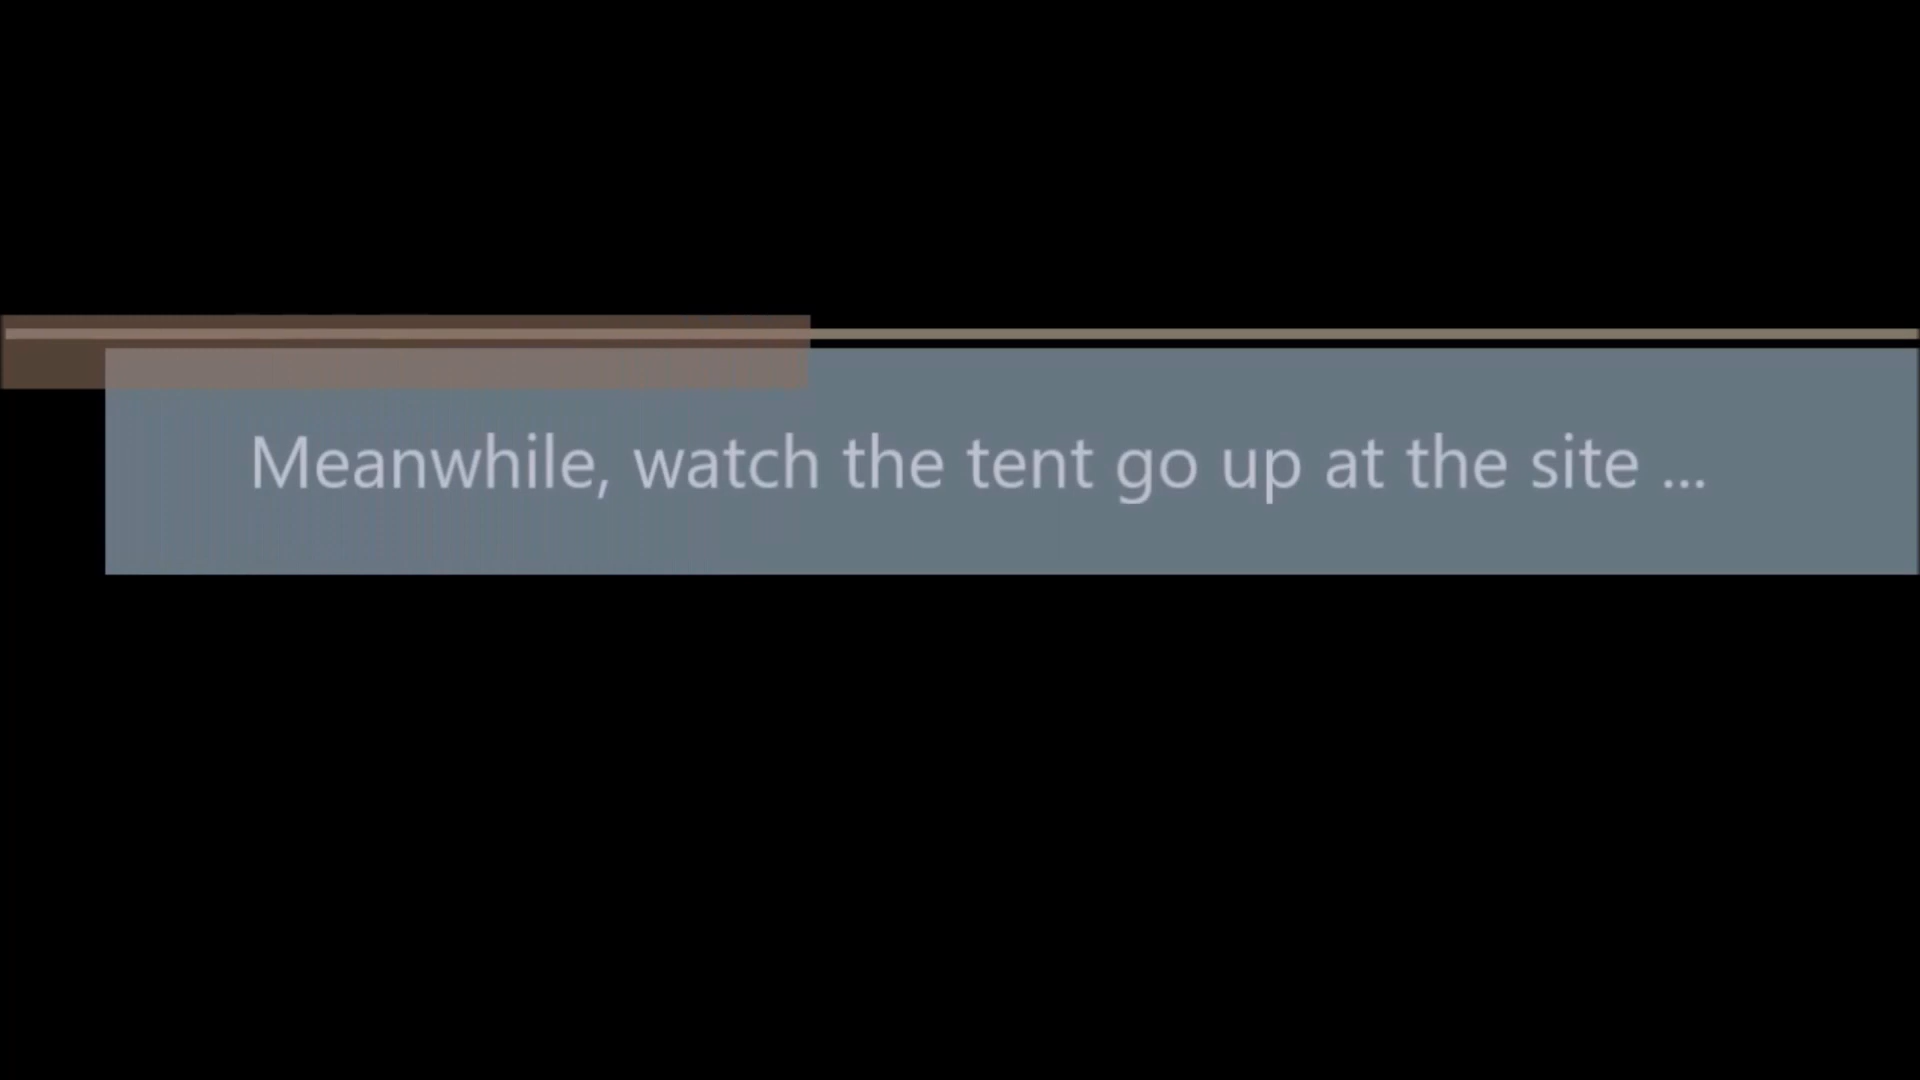 Meanwhile, watch the tent go up at the site ...